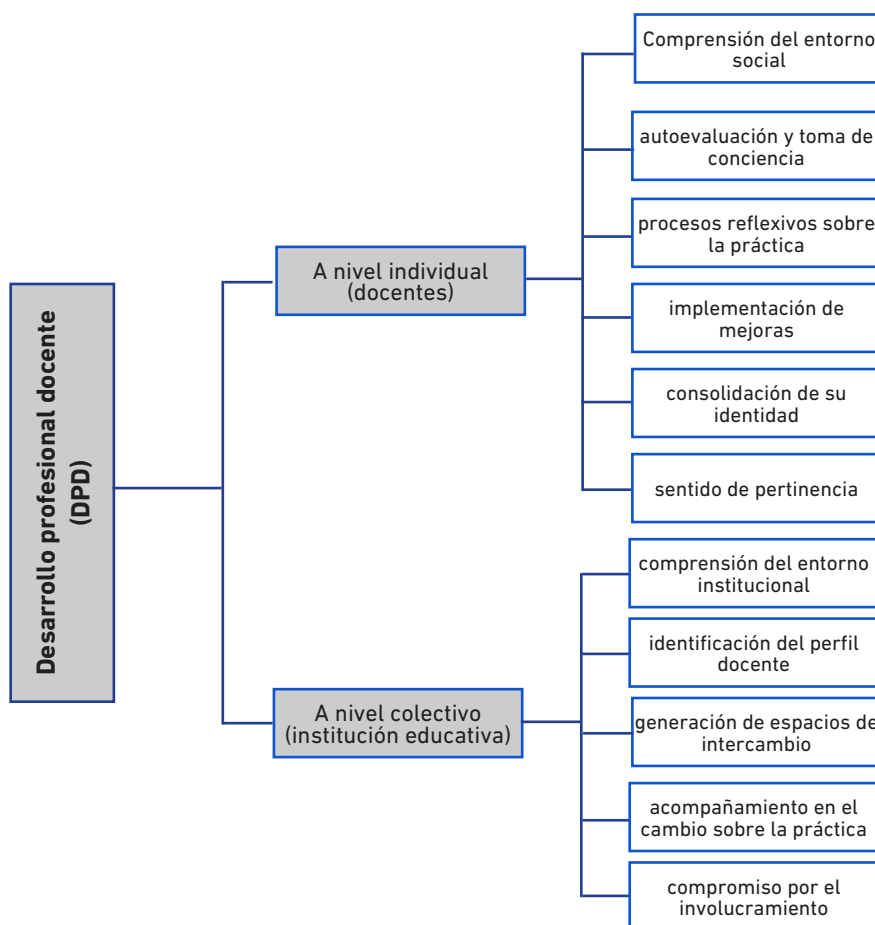 Desarrollo profesional docente
(DPD)
A nivel individual
(docentes)
Comprensión del entorno
social
autoevaluación y toma de
conciencia
procesos reflexivos sobre
la práctica
implementación de
mejoras
consolidación de su
identidad
sentido de pertinencia
A nivel colectivo
(institución educativa)
comprensión del entorno
institucional
identificación del perfil
docente
generación de espacios de
intercambio
acompañamiento en el
cambio sobre la práctica
compromiso por el
involucramiento